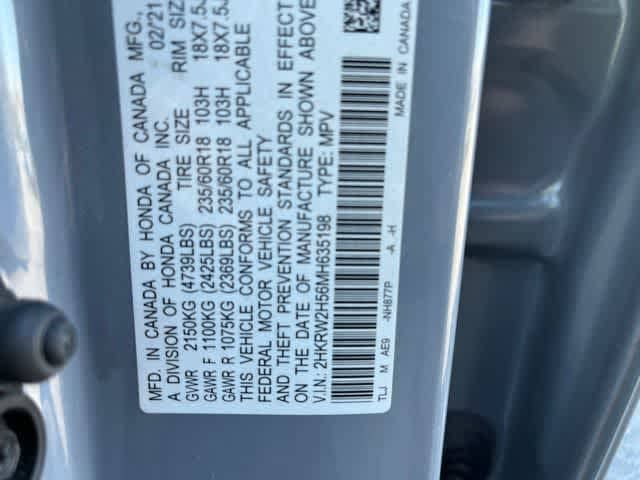 MFD. IN CANADA BY HONDA OF CANADA MFG., 02/21
A DIVISION OF HONDA CANADA INC.
GVWR 2150KG (4739LBS) TIRE SIZE RIM SIZ
GAWR F 1100KG (2425LBS) 235/60R18 103H 18X7.5J
GAWR R 1075KG (2369LBS) 235/60R18 103H 18X7.5J
THIS VEHICLE CONFORMS TO ALL APPLICABLE
FEDERAL MOTOR VEHICLE SAFETY
AND THEFT PREVENTION STANDARDS IN EFFECT
ON THE DATE OF MANUFACTURE SHOWN ABOVE
V.I.N.: 2HKRW2H56MH635198 TYPE: MPV
TLJ M AE9 -NH877P -A -H
MADE IN CANADA